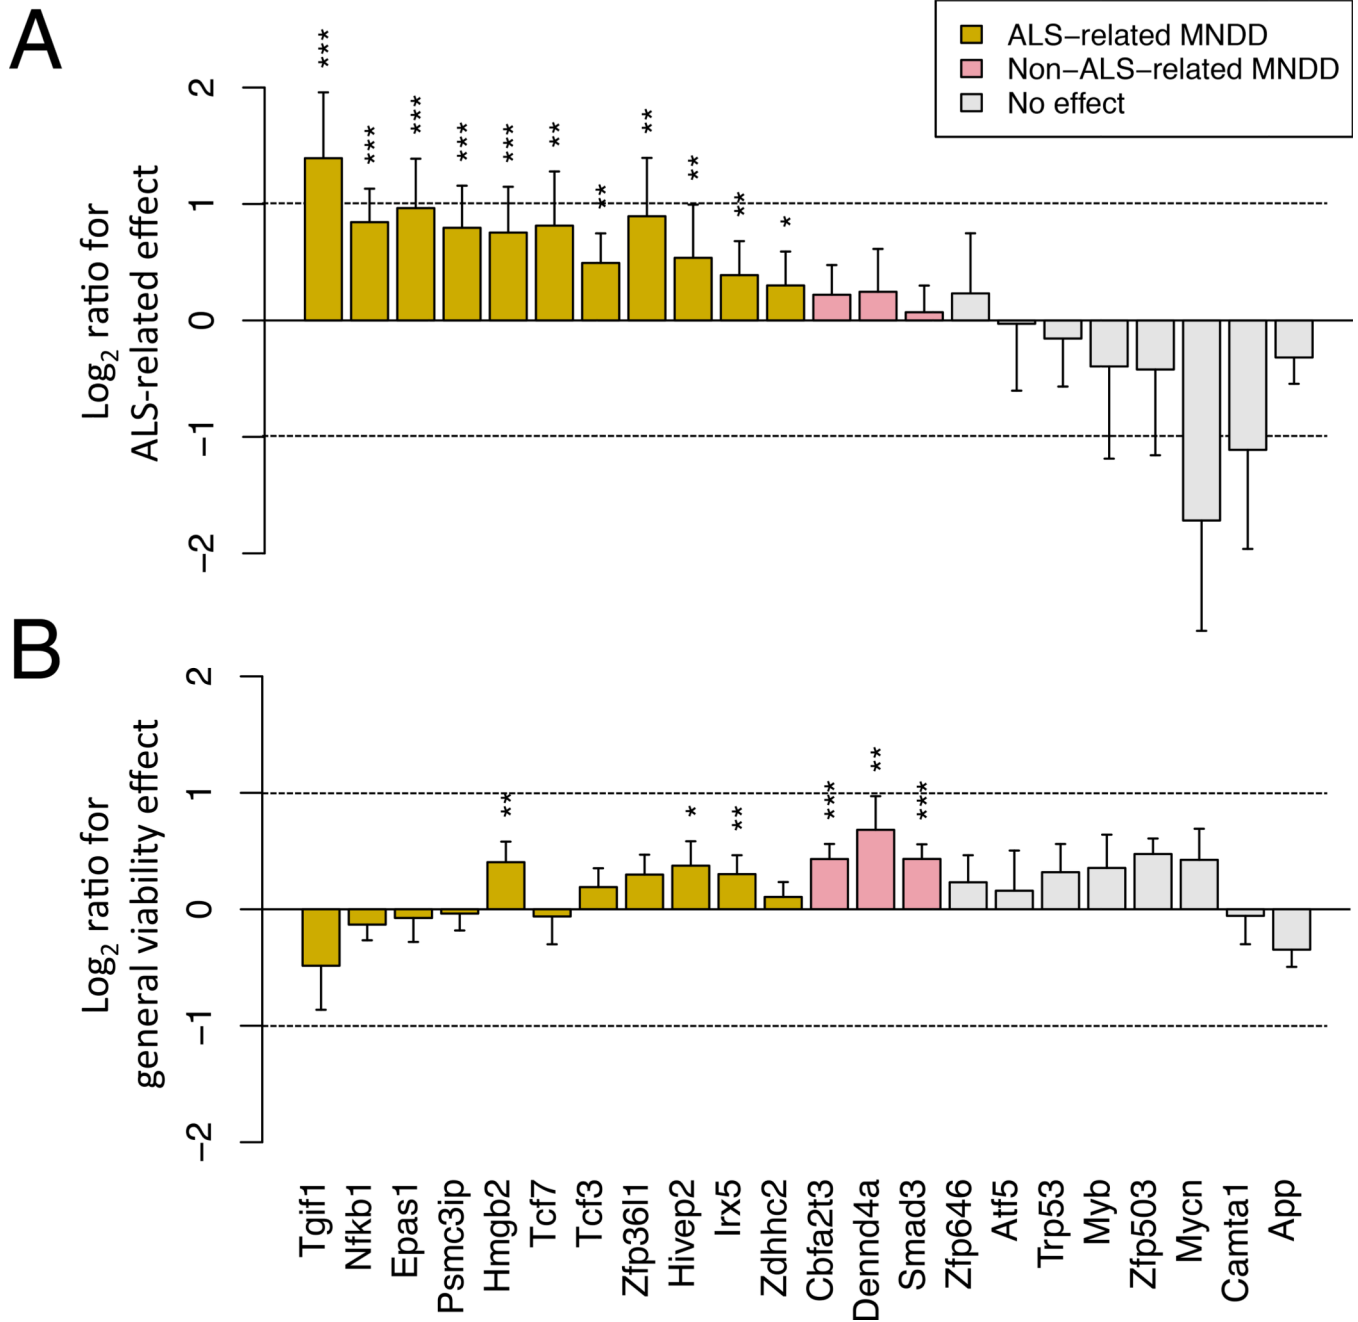 A
ALS−related MNDD
Non−ALS−related MNDD
No effect
Log2 ratio for
ALS-related effect
2
1
0
−1
−2
***
***
***
***
***
**
**
**
**
**
*
B
Log2 ratio for
general viability effect
2
1
0
−1
−2
**
*
**
***
**
***
Tgif1
Nfkb1
Epas1
Psmc3ip
Hmgb2
Tcf7
Tcf3
Zfp36l1
Hivep2
Irx5
Zdhhc2
Cbfa2t3
Dennd4a
Smad3
Zfp646
Atf5
Trp53
Myb
Zfp503
Mycn
Camta1
App